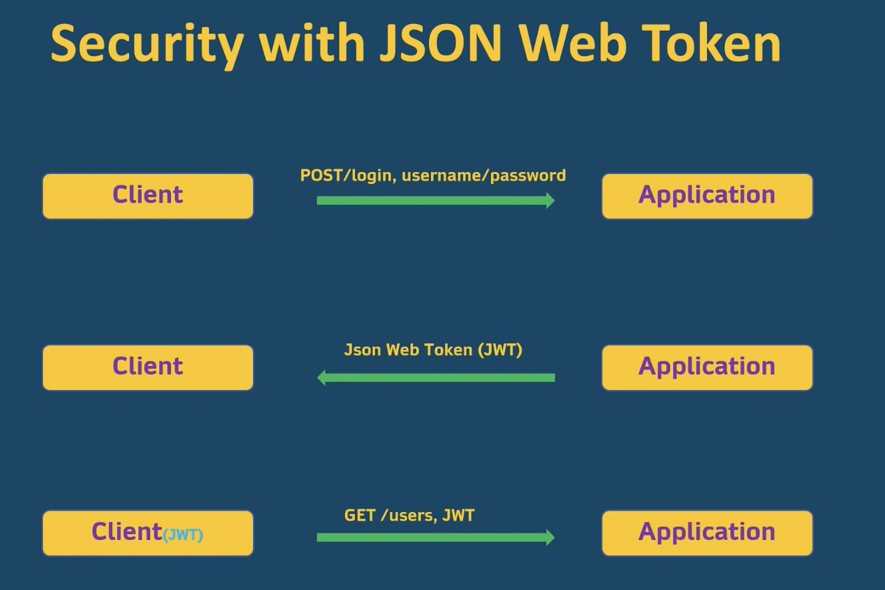 Security with JSON Web Token
POST/login, username/password
Client
Application
Json Web Token (JWT)
Client
Application
GET /users, JWT
Client(JWT)
Application